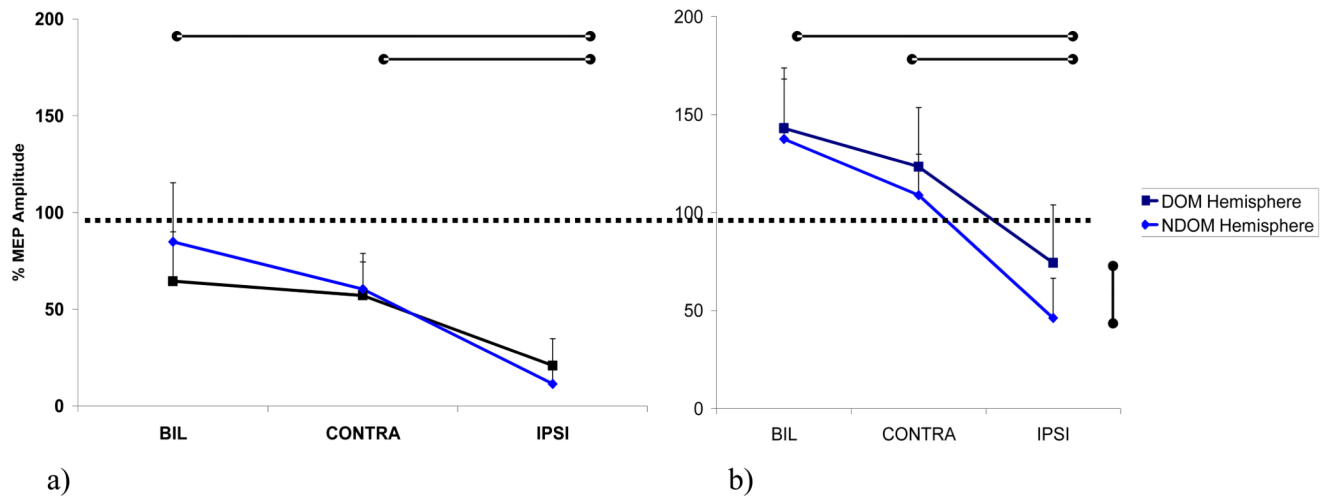 % MEP Amplitude
200
150
100
50
0
BIL CONTRA IPSI
a)
200
150
100
50
0
BIL CONTRA IPSI
b)
DOM Hemisphere
NDOM Hemisphere